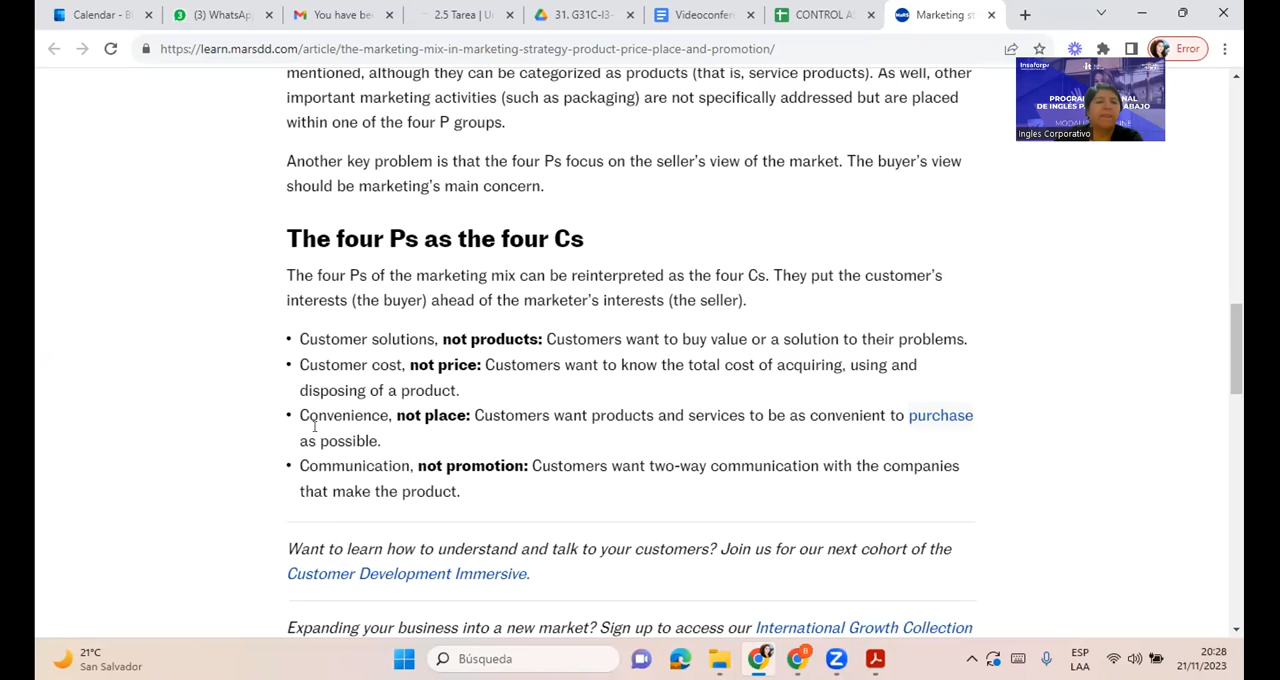 Calendar - B
(3) WhatsApp
You have be
2.5 Tarea | U
31. G31C-I3-
Videoconfer
CONTROL A
Marketing st
https://learn.marsdd.com/article/the-marketing-mix-in-marketing-strategy-product-price-place-and-promotion/
Error
mentioned, although they can be categorized as products (that is, service products). As well, other
important marketing activities (such as packaging) are not specifically addressed but are placed
within one of the four P groups.
Another key problem is that the four Ps focus on the seller's view of the market. The buyer's view
should be marketing's main concern.
The four Ps as the four Cs
The four Ps of the marketing mix can be reinterpreted as the four Cs. They put the customer's
interests (the buyer) ahead of the marketer's interests (the seller).
• Customer solutions, not products: Customers want to buy value or a solution to their problems.
• Customer cost, not price: Customers want to know the total cost of acquiring, using and
disposing of a product.
• Convenience, not place: Customers want products and services to be as convenient to purchase
as possible.
• Communication, not promotion: Customers want two-way communication with the companies
that make the product.
Want to learn how to understand and talk to your customers? Join us for our next cohort of the
Customer Development Immersive.
Expanding your business into a new market? Sign up to access our International Growth Collection
Insaforp
PROGRA NAL
DE INGLÉS P ABAJO
MODALI INE
Ingles Corporativo
21°C
San Salvador
Búsqueda
ESP
LAA
20:28
21/11/2023